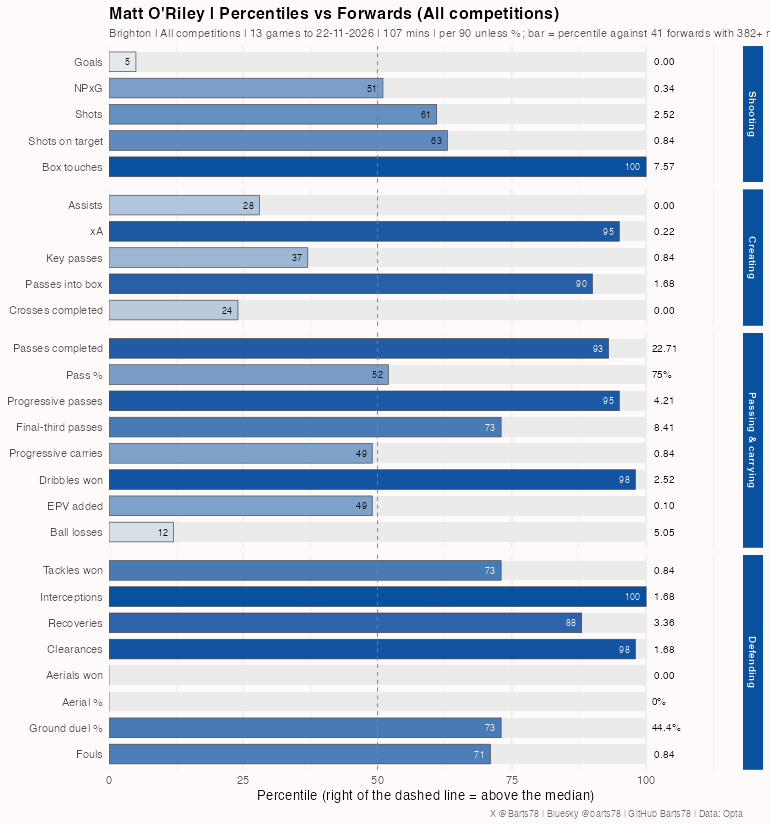 Matt O'Riley | Percentiles vs Forwards (All competitions)
Brighton | All competitions | 13 games to 22-11-2026 | 107 mins | per 90 unless %; bar = percentile against 41 forwards with 382+
Shooting
Goals 5 0.00
NPxG 51 0.34
Shots 61 2.52
Shots on target 63 0.84
Box touches 100 7.57
Creating
Assists 28 0.00
xA 95 0.22
Key passes 37 0.84
Passes into box 90 1.68
Crosses completed 24 0.00
Passing & carrying
Passes completed 93 22.71
Pass % 52 75%
Progressive passes 95 4.21
Final-third passes 73 8.41
Progressive carries 49 0.84
Dribbles won 98 2.52
EPV added 49 0.10
Ball losses 12 5.05
Defending
Tackles won 73 0.84
Interceptions 100 1.68
Recoveries 88 3.36
Clearances 98 1.68
Aerials won 0.00
Aerial % 0%
Ground duel % 73 44.4%
Fouls 71 0.84
0 25 50 75 100
Percentile (right of the dashed line = above the median)
X @Barts78 | Bluesky @barts78 | GitHub Barts78 | Data: Opta